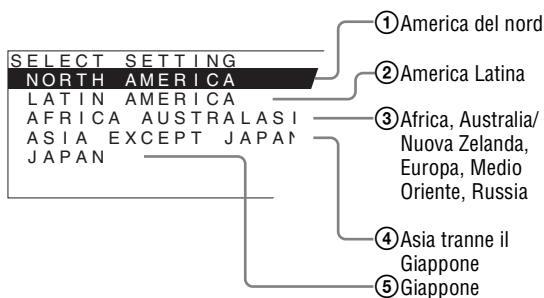 SELECT SETTING
NORTH AMERICA
LATIN AMERICA
AFRICA AUSTRALASI
ASIA EXCEPT JAPAN
JAPAN
①America del nord
②America Latina
③Africa, Australia/
Nuova Zelanda,
Europa, Medio
Oriente, Russia
④Asia tranne il
Giappone
⑤Giappone